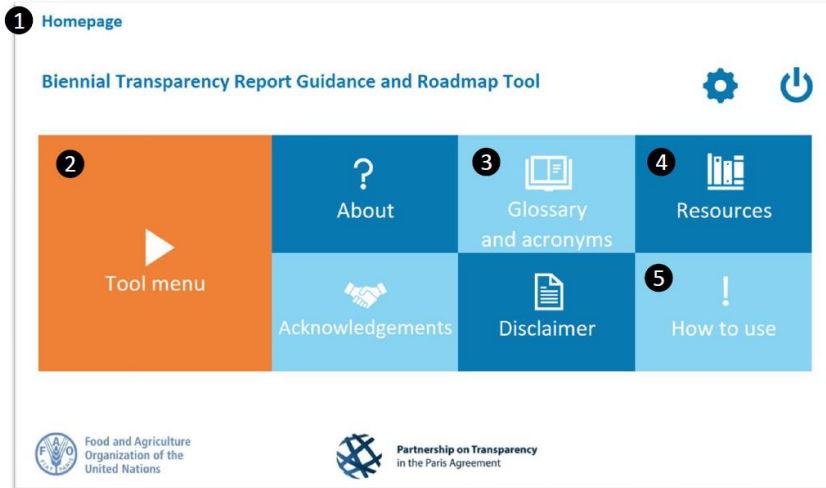 1 Homepage
Biennial Transparency Report Guidance and Roadmap Tool
2
Tool menu
?
About
3
Glossary
and acronyms
4
Resources
Acknowledgements
Disclaimer
5
!
How to use
F A O
FIAT PANIS
Food and Agriculture
Organization of the
United Nations
Partnership on Transparency
in the Paris Agreement